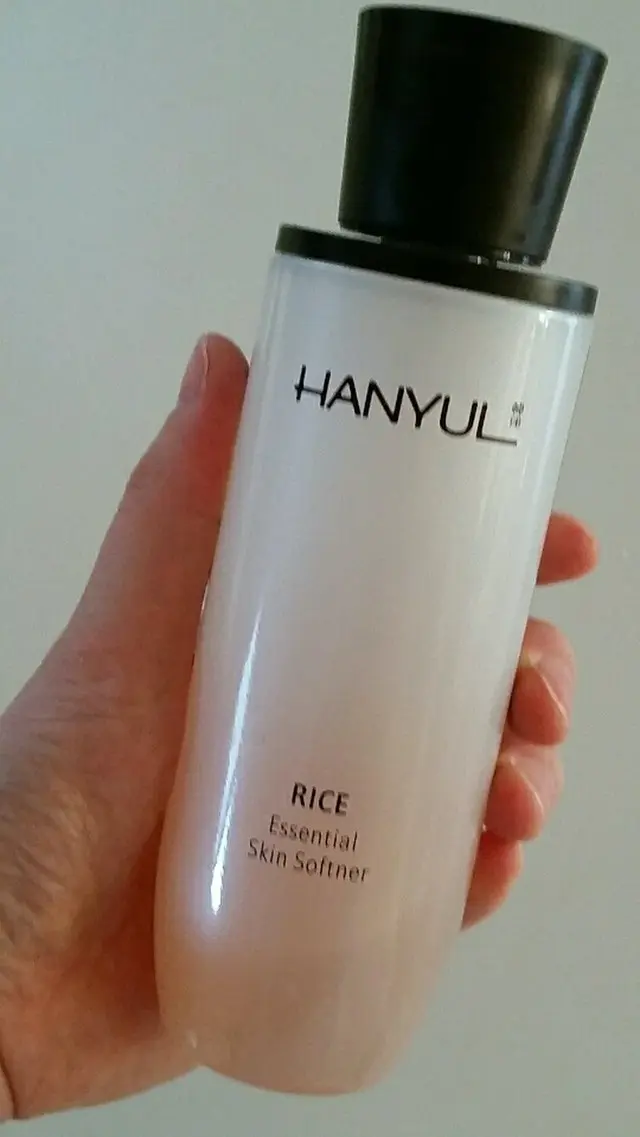 HANYUL
RICE
Essential
Skin Softner